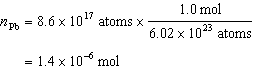 n_Pb = 8.6 × 10^17 atoms × 1.0 mol / 6.02 × 10^23 atoms
= 1.4 × 10^−6 mol